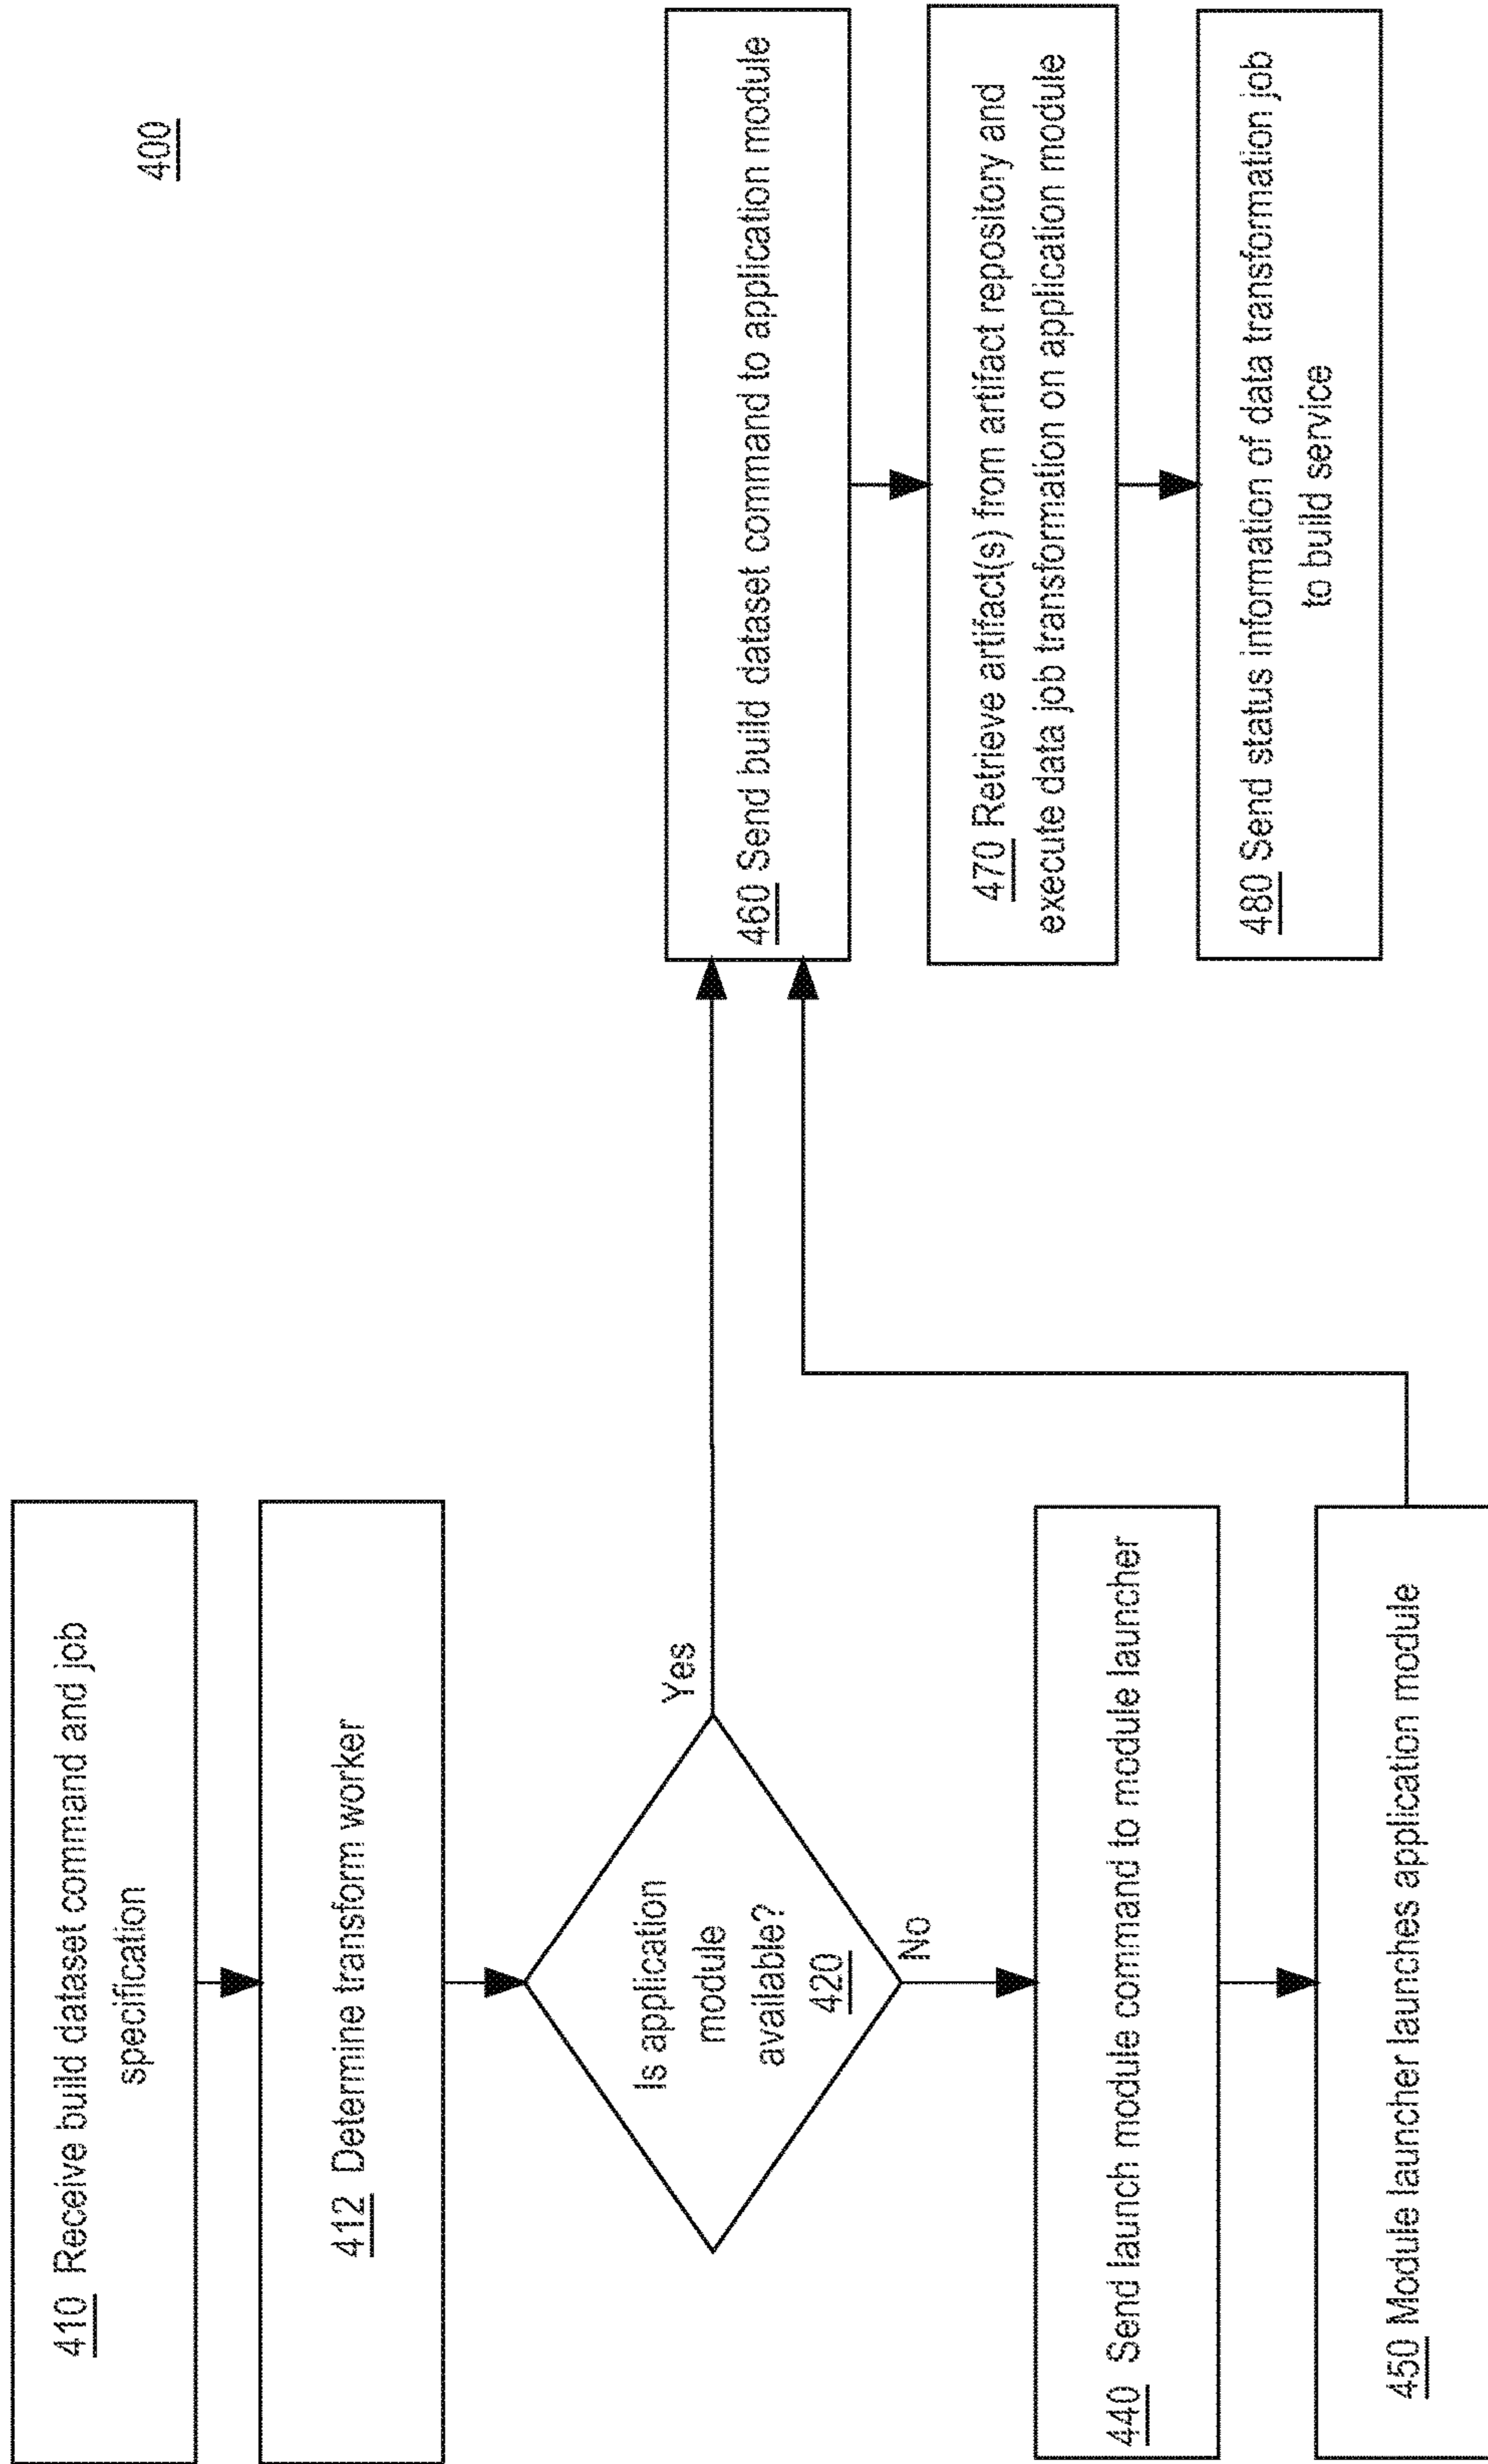 400
410 Receive build dataset command and job
specification
412 Determine transform worker
Is application
module
available?
420
Yes
No
440 Send launch module command to module launcher
450 Module launcher launches application module
460 Send build dataset command to application module
470 Retrieve artifact(s) from artifact repository and
execute data job transformation on application module
480 Send status information of data transformation job
to build service